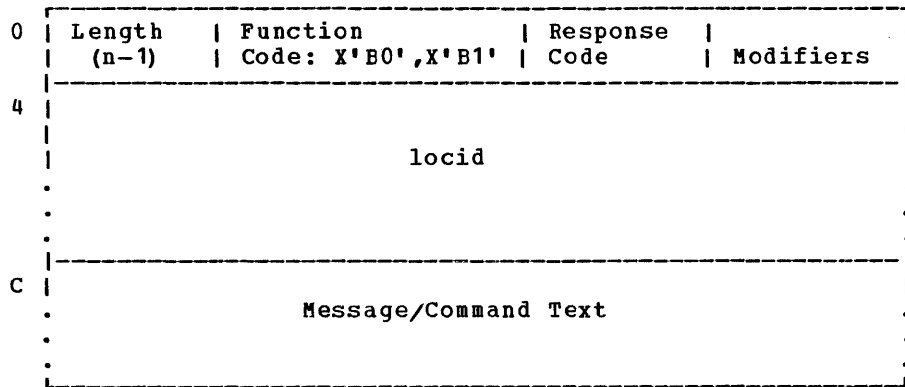 0 Length (n-1) | Function Code: X'B0',X'B1' | Response Code | Modifiers
4
locid
C
Message/Command Text